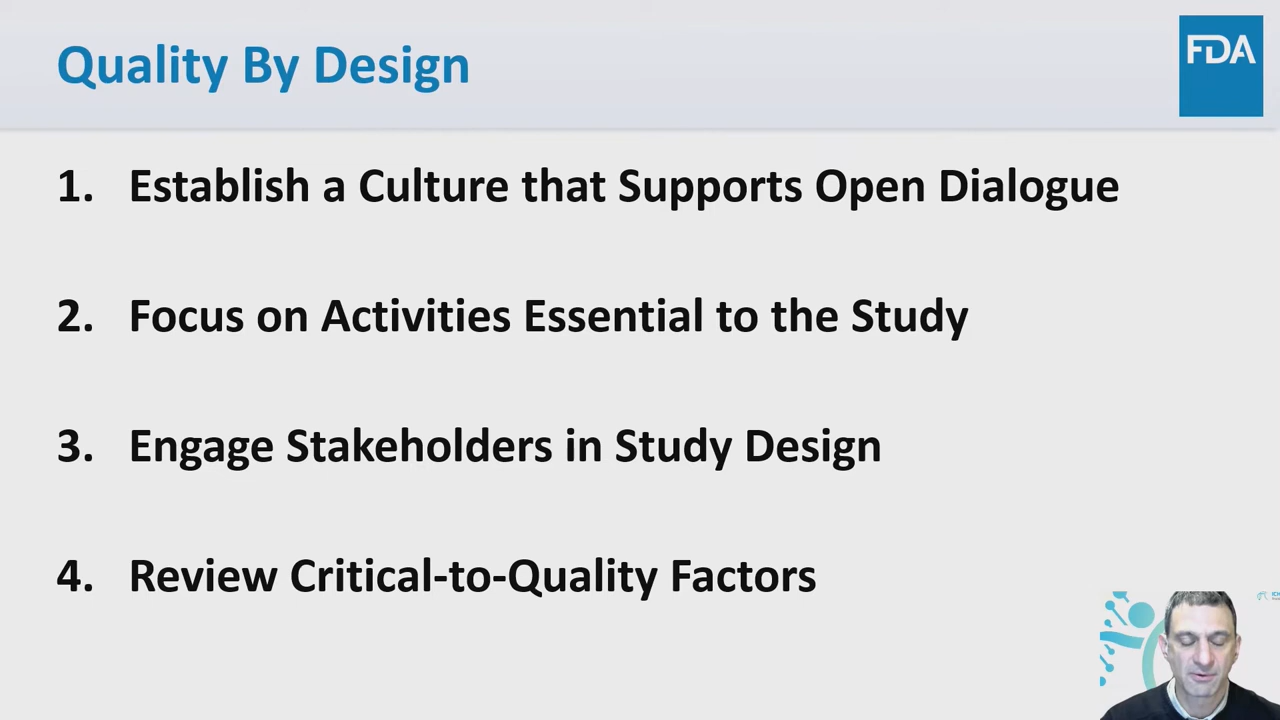 Quality By Design
FDA
1. Establish a Culture that Supports Open Dialogue
2. Focus on Activities Essential to the Study
3. Engage Stakeholders in Study Design
4. Review Critical-to-Quality Factors